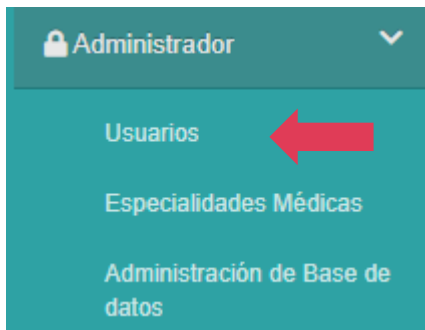 Administrador
Usuarios
Especialidades Médicas
Administración de Base de
datos